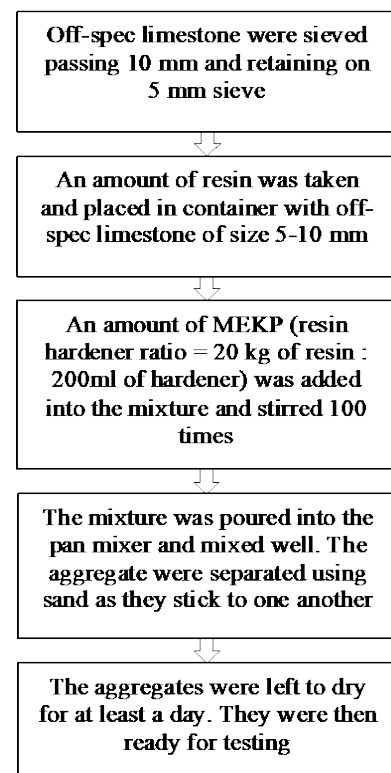 Off-spec limestone were sieved
passing 10 mm and retaining on
5 mm sieve
An amount of resin was taken
and placed in container with off-
spec limestone of size 5-10 mm
An amount of MEKP (resin
hardener ratio = 20 kg of resin :
200ml of hardener) was added
into the mixture and stirred 100
times
The mixture was poured into the
pan mixer and mixed well. The
aggregate were separated using
sand as they stick to one another
The aggregates were left to dry
for at least a day. They were then
ready for testing